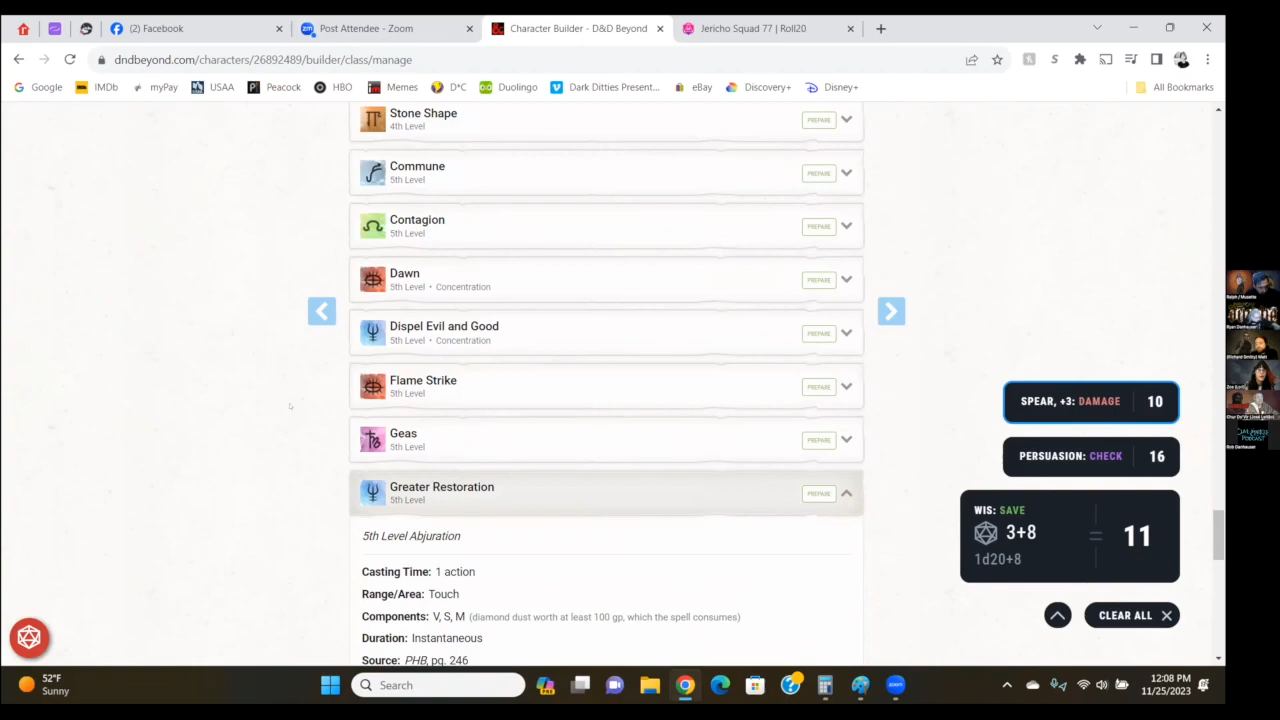 (2) Facebook
Post Attendee - Zoom
Character Builder - D&D Beyond
Jericho Squad 77 | Roll20
dndbeyond.com/characters/26892489/builder/class/manage
Google IMDb myPay USAA Peacock HBO Memes D*C Duolingo Dark Ditties Present... eBay Discovery+ Disney+ All Bookmarks
Stone Shape
4th Level
PREPARE
Commune
5th Level
PREPARE
Contagion
5th Level
PREPARE
Dawn
5th Level • Concentration
PREPARE
Dispel Evil and Good
5th Level • Concentration
PREPARE
Flame Strike
5th Level
PREPARE
Geas
5th Level
PREPARE
Greater Restoration
5th Level
PREPARE
5th Level Abjuration
Casting Time: 1 action
Range/Area: Touch
Components: V, S, M (diamond dust worth at least 100 gp, which the spell consumes)
Duration: Instantaneous
Source: PHB, pg. 246
SPEAR, +3: DAMAGE 10
PERSUASION: CHECK 16
WIS: SAVE
3+8 = 11
1d20+8
CLEAR ALL
Ralph / Musette
Ryan Danhauser
Rob Danhauser
52°F
Sunny
Search
12:08 PM
11/25/2023